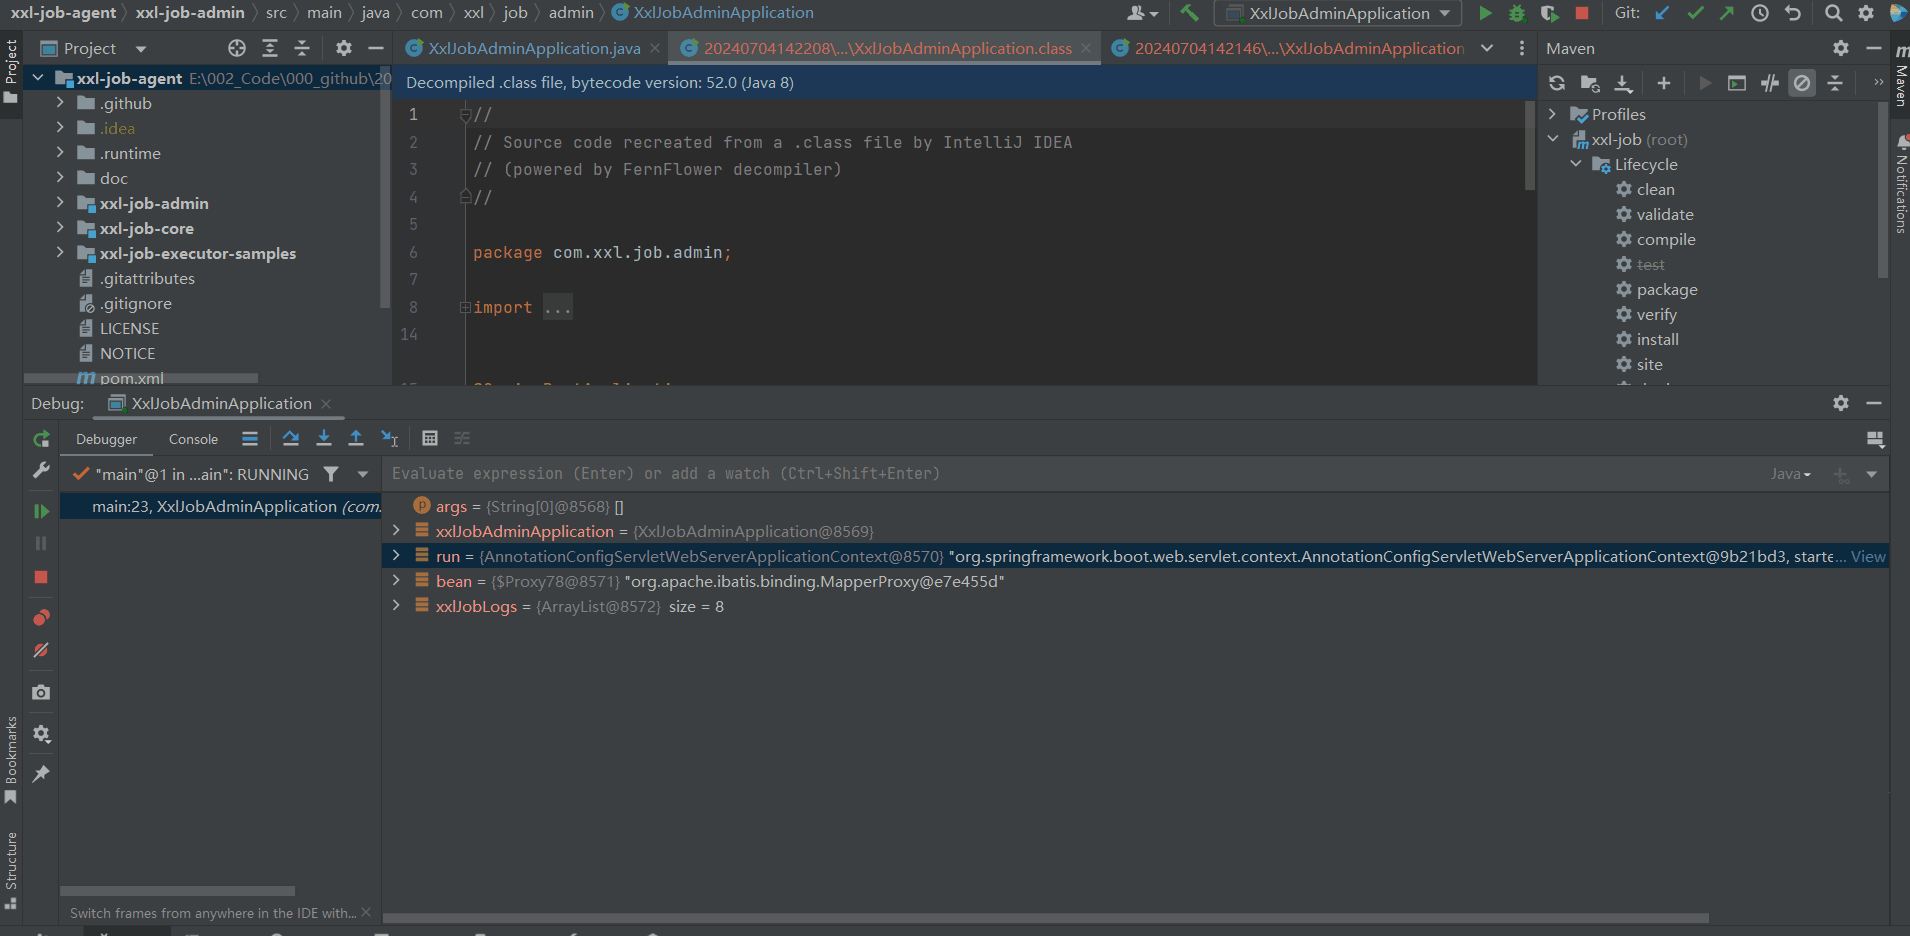 xxl-job-agent xxl-job-admin src main java com xxl job admin XxlJobAdminApplication
XxlJobAdminApplication Git:
Project
Project
XxlJobAdminApplication.java 20240704142208\...\XxlJobAdminApplication.class 20240704142146\...\XxlJobAdminApplication
Maven
Maven
Notifications
xxl-job-agent E:\002_Code\000_github\20
.github
.idea
.runtime
doc
xxl-job-admin
xxl-job-core
xxl-job-executor-samples
.gitattributes
.gitignore
LICENSE
NOTICE
pom.xml
Decompiled .class file, bytecode version: 52.0 (Java 8)
1 //
2 // Source code recreated from a .class file by IntelliJ IDEA
3 // (powered by FernFlower decompiler)
4 //
5
6 package com.xxl.job.admin;
7
8 import ...
14
Profiles
xxl-job (root)
Lifecycle
clean
validate
compile
test
package
verify
install
site
Debug: XxlJobAdminApplication
Debugger Console
"main"@1 in ...ain": RUNNING
main:23, XxlJobAdminApplication (com.
Evaluate expression (Enter) or add a watch (Ctrl+Shift+Enter) Java
args = {String[0]@8568} []
xxlJobAdminApplication = {XxlJobAdminApplication@8569}
run = {AnnotationConfigServletWebServerApplicationContext@8570} "org.springframework.boot.web.servlet.context.AnnotationConfigServletWebServerApplicationContext@9b21bd3, starte... View
bean = {$Proxy78@8571} "org.apache.ibatis.binding.MapperProxy@e7e455d"
xxlJobLogs = {ArrayList@8572} size = 8
Bookmarks
Structure
Switch frames from anywhere in the IDE with...